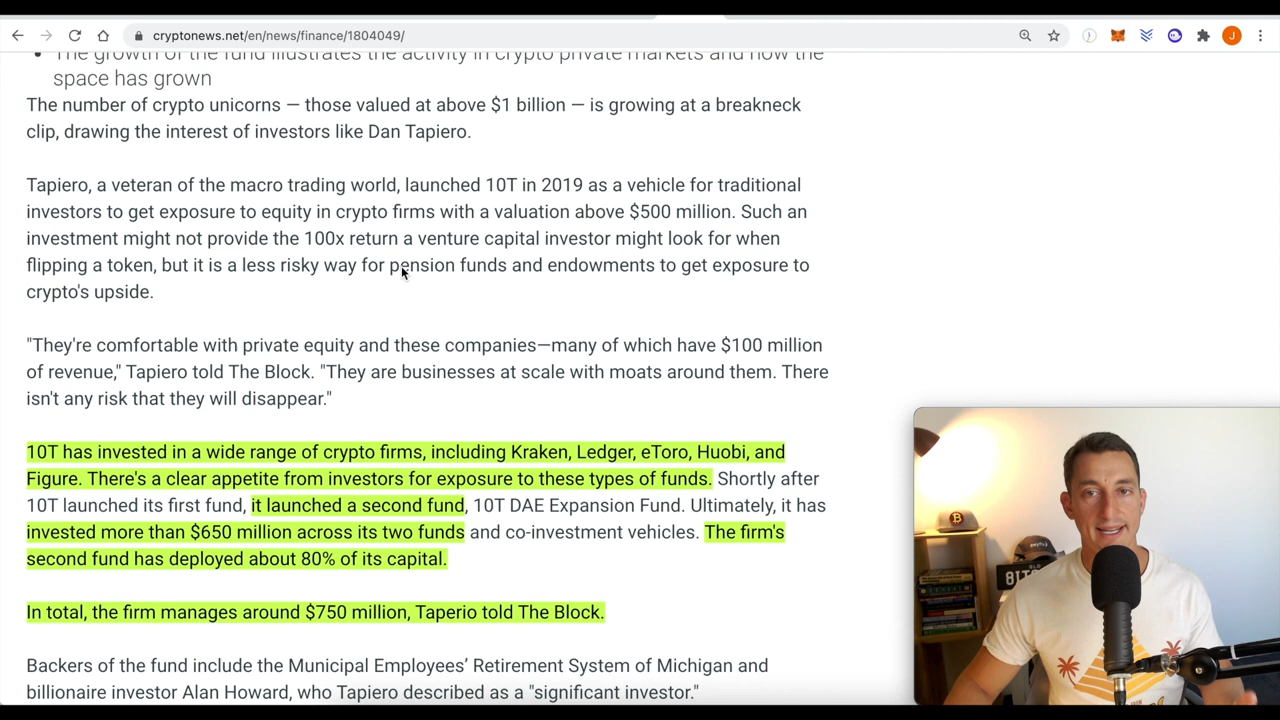 cryptonews.net/en/news/finance/1804049/
J
The growth of the fund illustrates the activity in crypto private markets and how the
space has grown
The number of crypto unicorns — those valued at above $1 billion — is growing at a breakneck
clip, drawing the interest of investors like Dan Tapiero.
Tapiero, a veteran of the macro trading world, launched 10T in 2019 as a vehicle for traditional
investors to get exposure to equity in crypto firms with a valuation above $500 million. Such an
investment might not provide the 100x return a venture capital investor might look for when
flipping a token, but it is a less risky way for pension funds and endowments to get exposure to
crypto's upside.
"They're comfortable with private equity and these companies—many of which have $100 million
of revenue," Tapiero told The Block. "They are businesses at scale with moats around them. There
isn't any risk that they will disappear."
10T has invested in a wide range of crypto firms, including Kraken, Ledger, eToro, Huobi, and
Figure. There's a clear appetite from investors for exposure to these types of funds. Shortly after
10T launched its first fund, it launched a second fund, 10T DAE Expansion Fund. Ultimately, it has
invested more than $650 million across its two funds and co-investment vehicles. The firm's
second fund has deployed about 80% of its capital.
In total, the firm manages around $750 million, Taperio told The Block.
Backers of the fund include the Municipal Employees’ Retirement System of Michigan and
billionaire investor Alan Howard, who Tapiero described as a "significant investor."